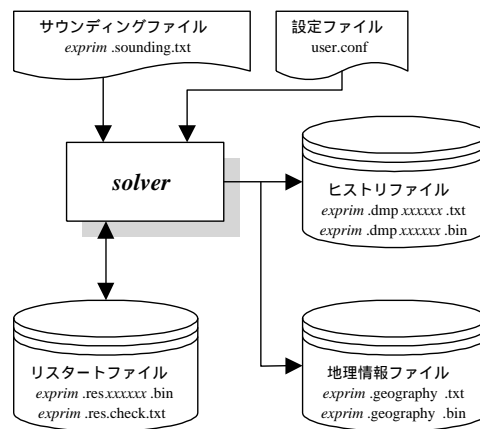 サウンディングファイル
exprim .sounding.txt
設定ファイル
user.conf
solver
ヒストリファイル
exprim .dmp xxxxxx .txt
exprim .dmp xxxxxx .bin
リスタートファイル
exprim .res.xxxxxx .bin
exprim .res.check.txt
地理情報ファイル
exprim .geography .txt
exprim .geography .bin